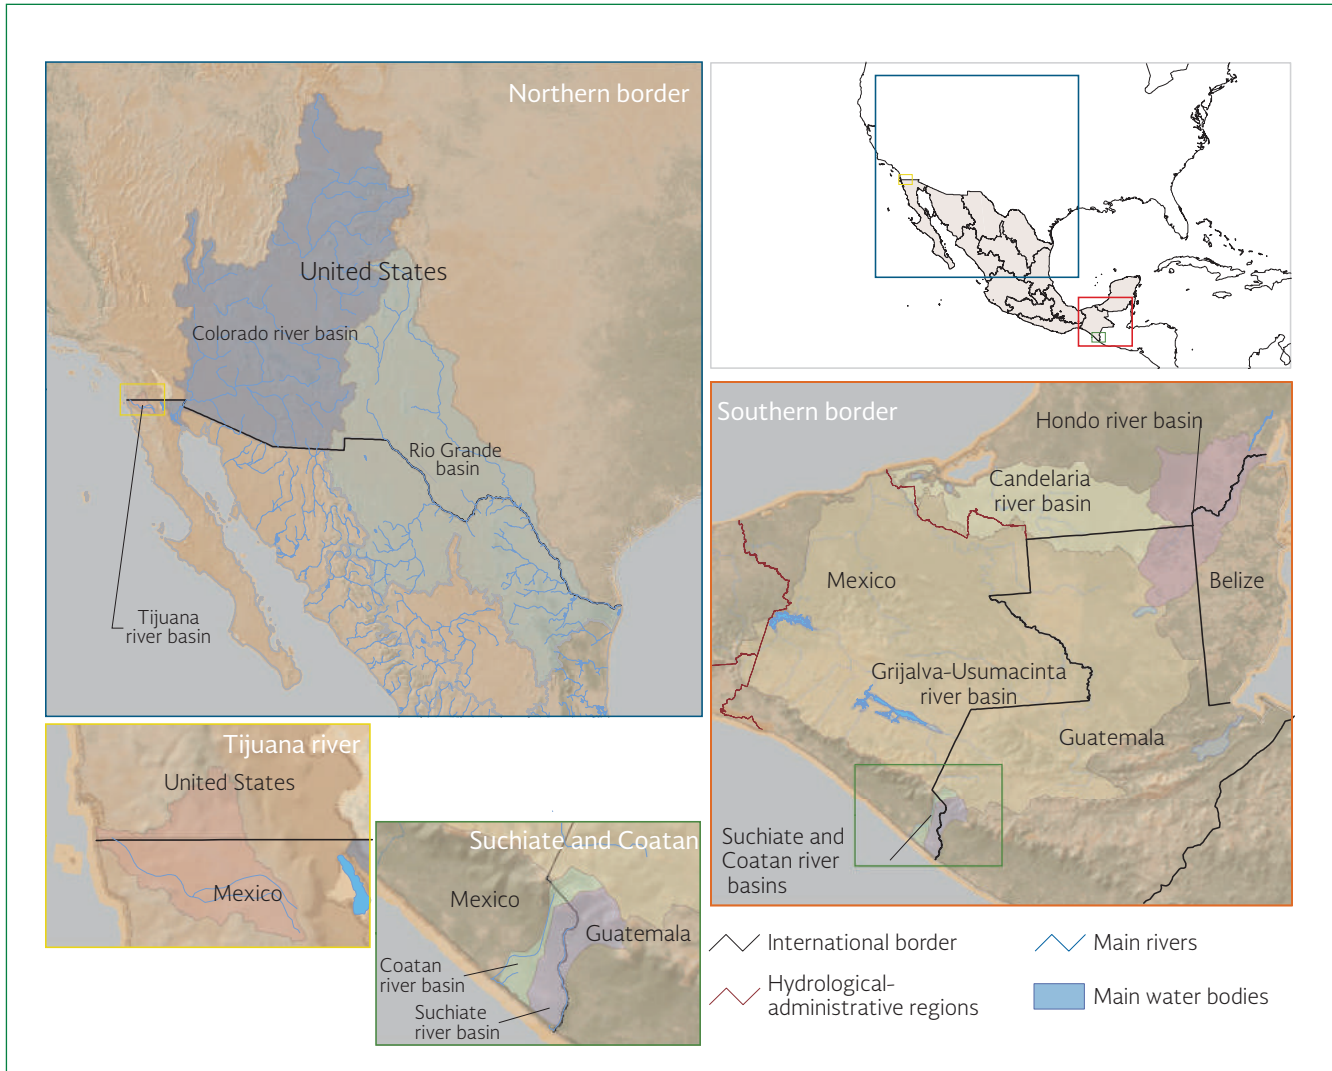 Northern border
United States
Colorado river basin
Rio Grande
basin
Tijuana
river basin
Southern border
Hondo river basin
Candelaria
river basin
Mexico
Belize
Grijalva-Usumacinta
river basin
Guatemala
Suchiate and
Coatan river
basins
Tijuana river
United States
Mexico
Suchiate and Coatan
Mexico
Guatemala
Coatan
river basin
Suchiate
river basin
International border
Main rivers
Hydrological-
administrative regions
Main water bodies